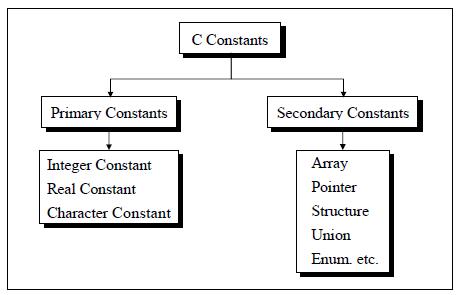 C Constants
Primary Constants
Secondary Constants
Integer Constant
Real Constant
Character Constant
Array
Pointer
Structure
Union
Enum. etc.